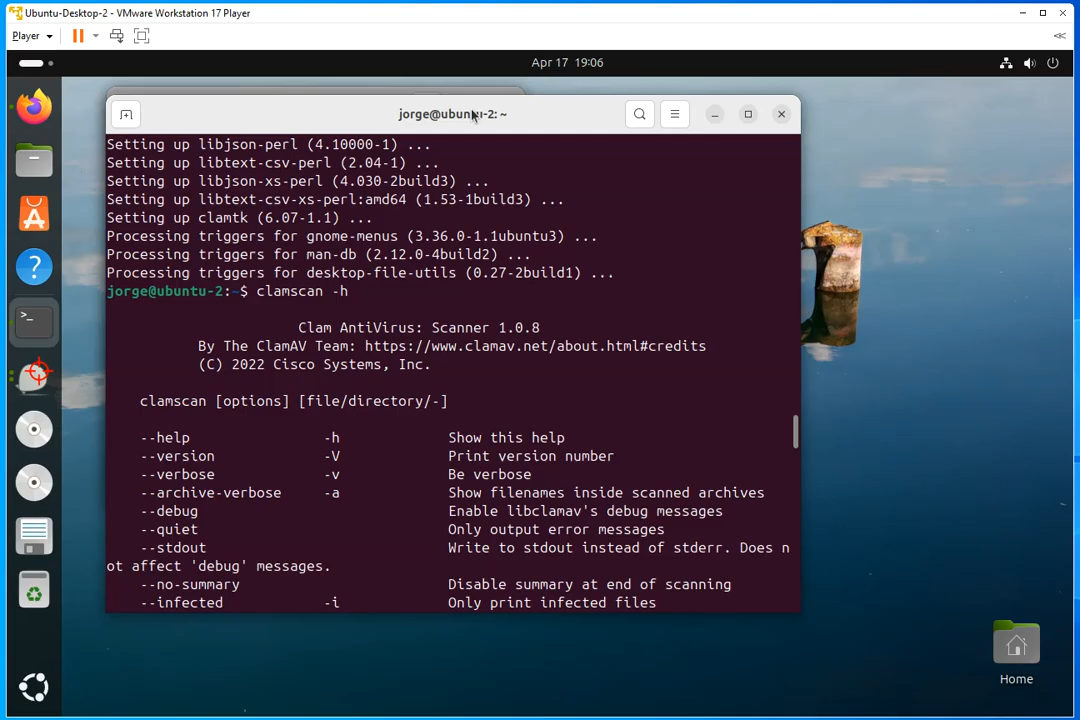 Ubuntu-Desktop-2 - VMware Workstation 17 Player
Player
Apr 17 19:06
jorge@ubuntu-2: ~
Setting up libjson-perl (4.10000-1) ...
Setting up libtext-csv-perl (2.04-1) ...
Setting up libjson-xs-perl (4.030-2build3) ...
Setting up libtext-csv-xs-perl:amd64 (1.53-1build3) ...
Setting up clamtk (6.07-1.1) ...
Processing triggers for gnome-menus (3.36.0-1.1ubuntu3) ...
Processing triggers for man-db (2.12.0-4build2) ...
Processing triggers for desktop-file-utils (0.27-2build1) ...
jorge@ubuntu-2:~$ clamscan -h
Clam AntiVirus: Scanner 1.0.8
By The ClamAV Team: https://www.clamav.net/about.html#credits
(C) 2022 Cisco Systems, Inc.
clamscan [options] [file/directory/-]
--help -h Show this help
--version -V Print version number
--verbose -v Be verbose
--archive-verbose -a Show filenames inside scanned archives
--debug Enable libclamav's debug messages
--quiet Only output error messages
--stdout Write to stdout instead of stderr. Does n
ot affect 'debug' messages.
--no-summary Disable summary at end of scanning
--infected -i Only print infected files
Home